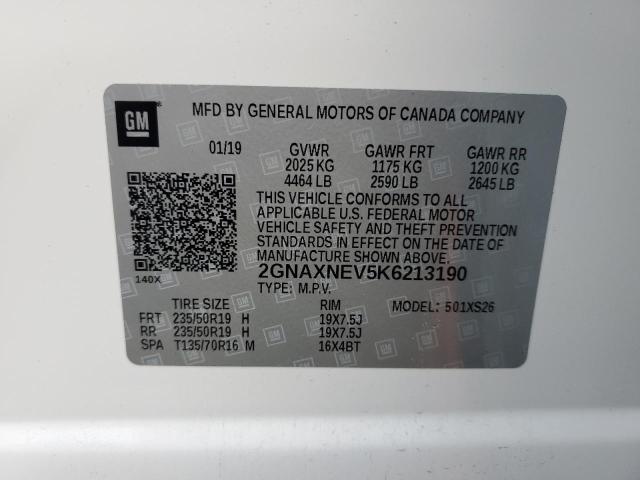 GM
MFD BY GENERAL MOTORS OF CANADA COMPANY
01/19 GVWR GAWR FRT GAWR RR
2025 KG 1175 KG 1200 KG
4464 LB 2590 LB 2645 LB
THIS VEHICLE CONFORMS TO ALL
APPLICABLE U.S. FEDERAL MOTOR
VEHICLE SAFETY AND THEFT PREVENTION
STANDARDS IN EFFECT ON THE DATE OF
2GNAXNEV5K6213190
140X
TYPE: M.P.V.
TIRE SIZE RIM MODEL: 501XS26
FRT 235/50R19 H 19X7.5J
RR 235/50R19 H 19X7.5J
SPA T135/70R16 M 16X4BT